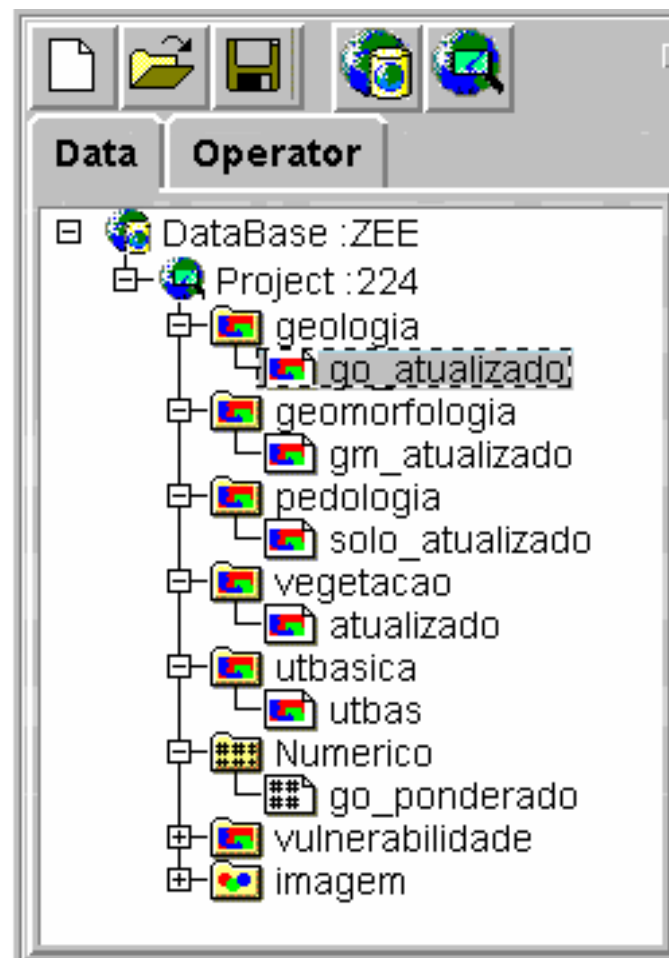 Data Operator
DataBase :ZEE
Project :224
geologia
go_atualizado
geomorfologia
gm_atualizado
pedologia
solo_atualizado
vegetacao
atualizado
utbasica
utbas
Numerico
go_ponderado
vulnerabilidade
imagem